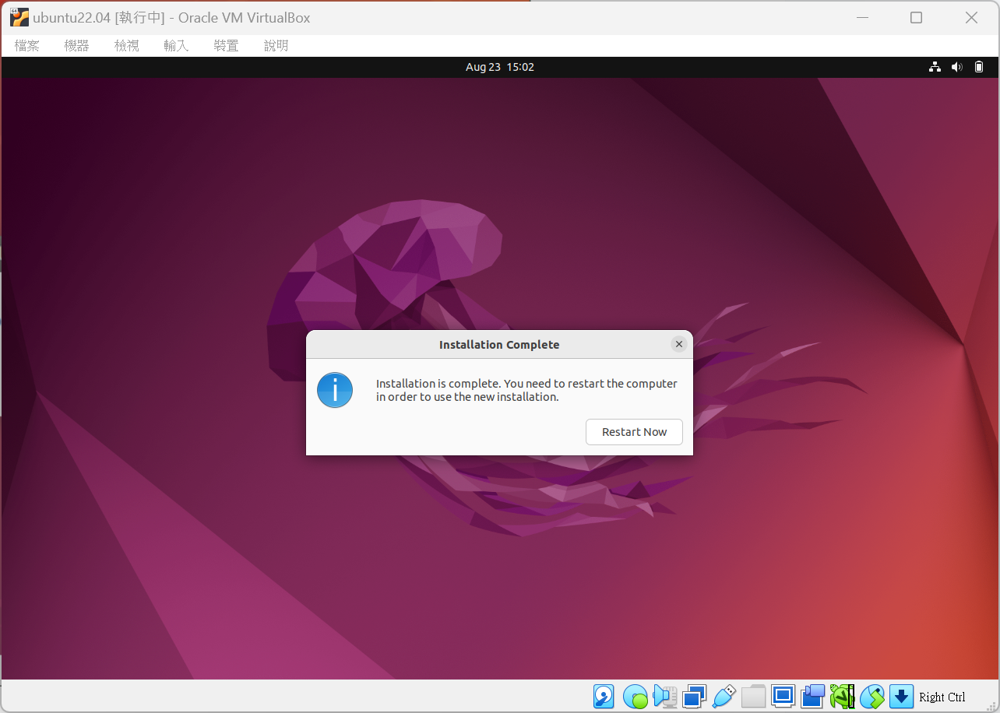 ubuntu22.04 [執行中] - Oracle VM VirtualBox
檔案 機器 檢視 輸入 裝置 說明
Aug 23 15:02
Installation Complete
Installation is complete. You need to restart the computer
in order to use the new installation.
Restart Now
Right Ctrl